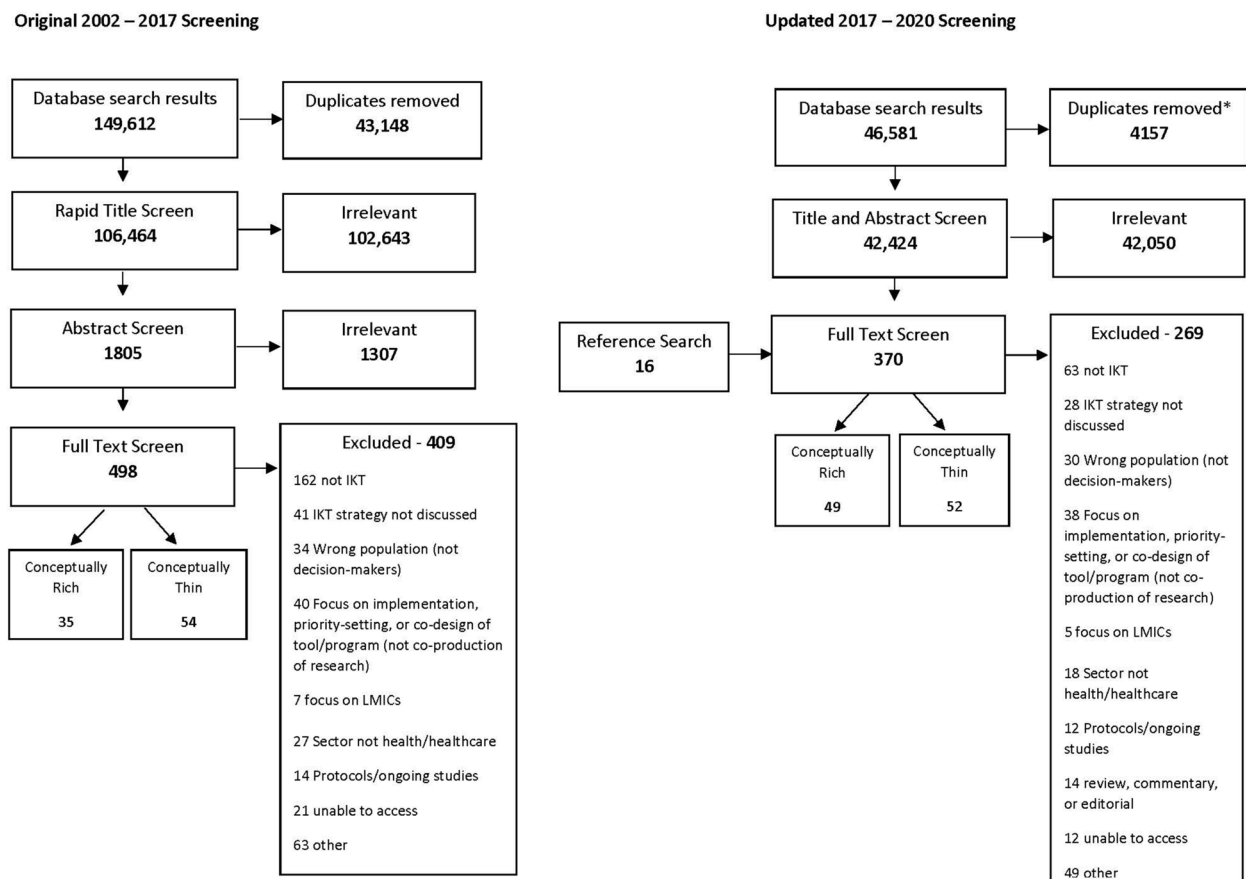 Original 2002 – 2017 Screening
Database search results
149,612
Duplicates removed
43,148
Rapid Title Screen
106,464
Irrelevant
102,643
Abstract Screen
1805
Irrelevant
1307
Full Text Screen
498
Excluded - 409
162 not IKT
41 IKT strategy not discussed
34 Wrong population (not
decision-makers)
40 Focus on implementation,
priority-setting, or co-design of
tool/program (not co-production
of research)
7 focus on LMICs
27 Sector not health/healthcare
14 Protocols/ongoing studies
21 unable to access
63 other
Conceptually
Rich
35
Conceptually
Thin
54
Updated 2017 – 2020 Screening
Database search results
46,581
Duplicates removed*
4157
Title and Abstract Screen
42,424
Irrelevant
42,050
Reference Search
16
Full Text Screen
370
Excluded - 269
63 not IKT
28 IKT strategy not
discussed
30 Wrong population (not
decision-makers)
38 Focus on
implementation, priority-
setting, or co-design of
tool/program (not co-
production of research)
5 focus on LMICs
18 Sector not
health/healthcare
12 Protocols/ongoing
studies
14 review, commentary,
or editorial
12 unable to access
49 other
Conceptually
Rich
49
Conceptually
Thin
52